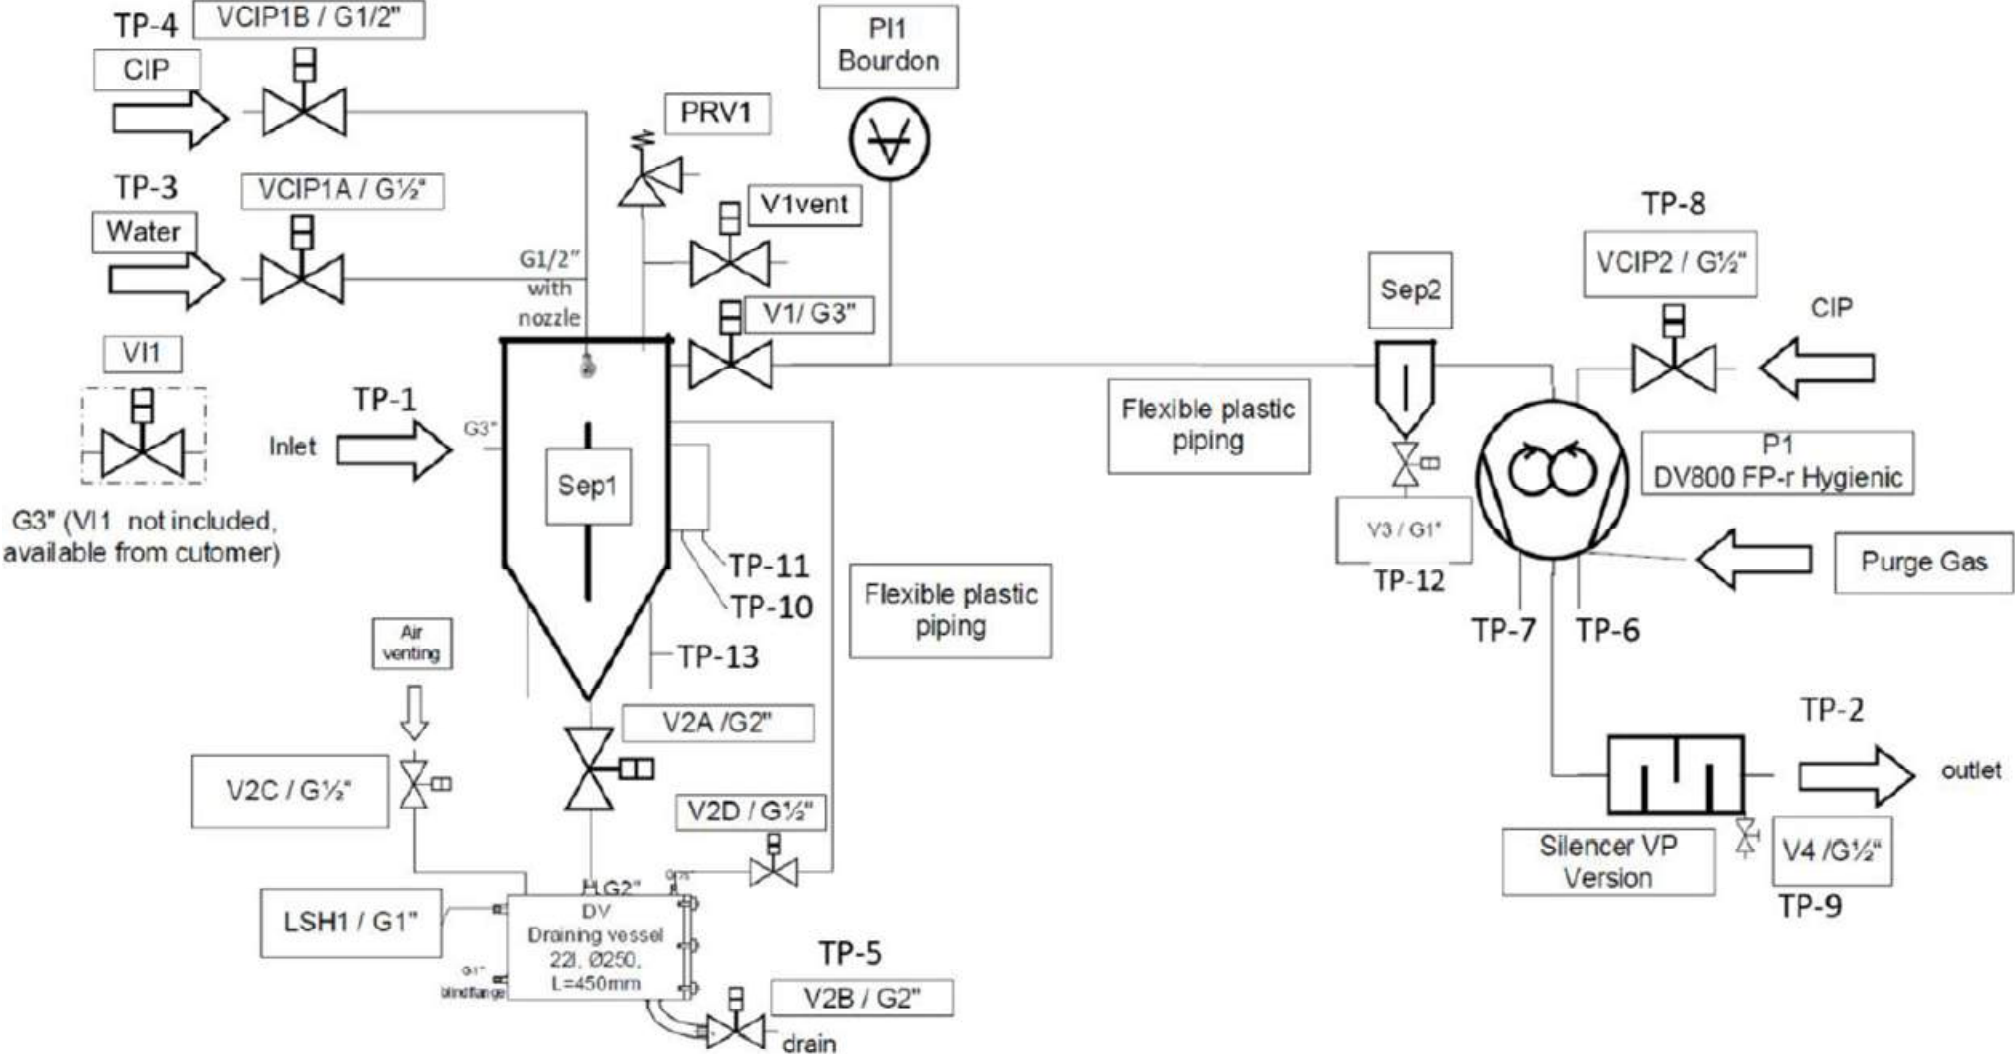 TP-4
VCIP1B / G1/2"
CIP
PI1
Bourdon
PRV1
TP-3
VCIP1A / G½"
Water
V1vent
G1/2"
with
nozzle
V1/ G3"
TP-8
VCIP2 / G½"
Sep2
CIP
VI1
TP-1
Inlet
G3"
Sep1
Flexible plastic
piping
P1
DV800 FP-r Hygienic
G3" (VI1 not included,
available from cutomer)
V3 / G1"
TP-12
TP-11
TP-10
Purge Gas
Flexible plastic
piping
TP-7
TP-6
Air
venting
TP-13
V2A /G2"
TP-2
outlet
V2C / G½"
V2D / G½"
Silencer VP
Version
V4 /G½"
TP-9
LSH1 / G1"
G2"
DV
Draining vessel
22l, Ø250,
L=450mm
G1"
blindflange
TP-5
V2B / G2"
drain